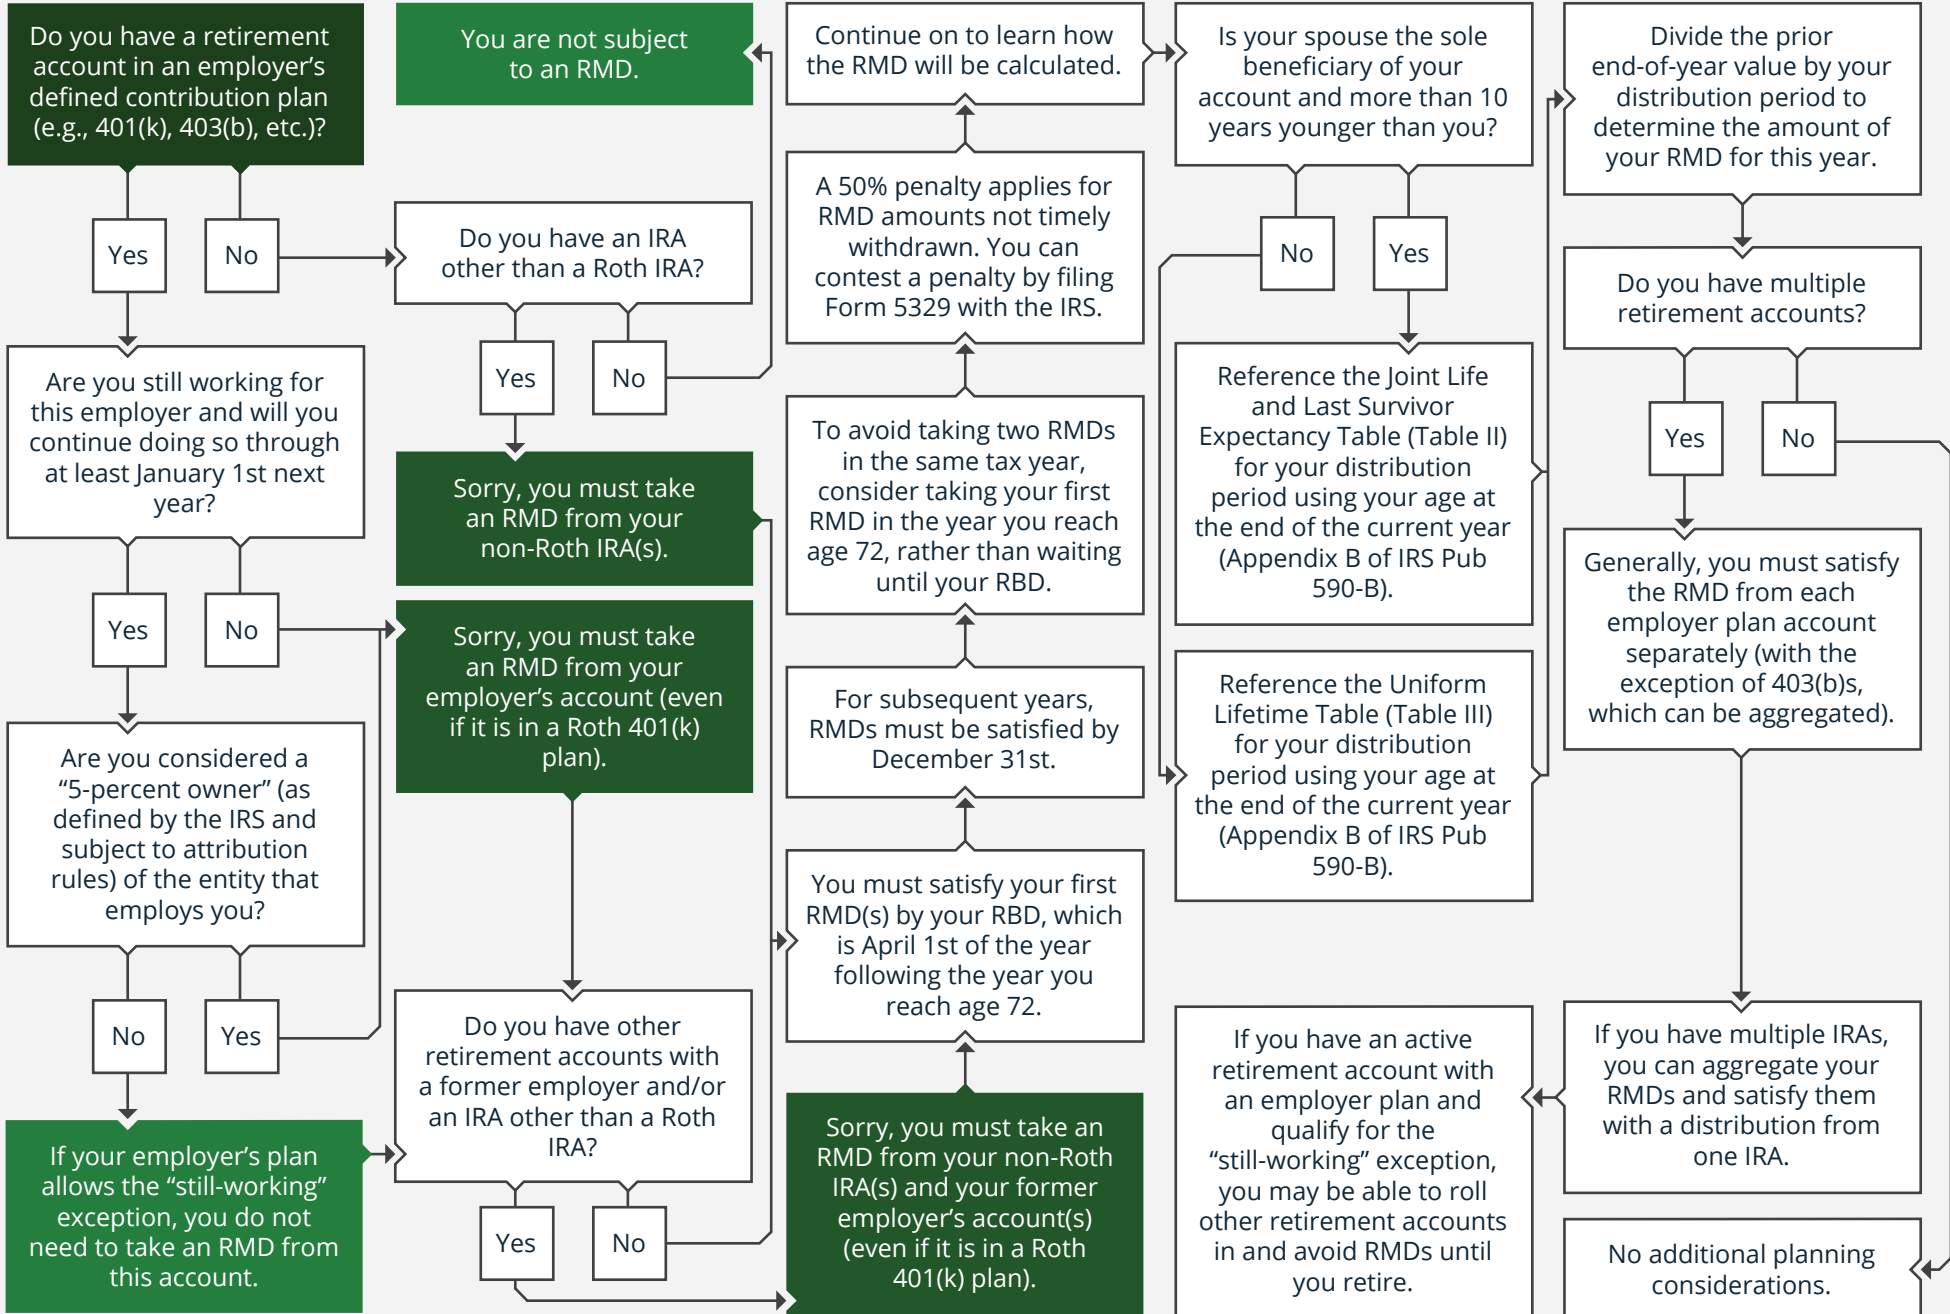 Do you have a retirement
account in an employer's
defined contribution plan
(e.g., 401(k), 403(b), etc.)?
Yes
No
Are you still working for
this employer and will you
continue doing so through
at least January 1st next
year?
Yes
No
Are you considered a
“5-percent owner” (as
defined by the IRS and
subject to attribution
rules) of the entity that
employs you?
No
Yes
If your employer’s plan
allows the “still-working”
exception, you do not
need to take an RMD from
this account.
You are not subject
to an RMD.
Do you have an IRA
other than a Roth IRA?
Yes
No
Sorry, you must take
an RMD from your
non-Roth IRA(s).
Sorry, you must take
an RMD from your
employer’s account (even
if it is in a Roth 401(k)
plan).
Do you have other
retirement accounts with
a former employer and/or
an IRA other than a Roth
IRA?
Yes
No
Continue on to learn how
the RMD will be calculated.
A 50% penalty applies for
RMD amounts not timely
withdrawn. You can
contest a penalty by filing
Form 5329 with the IRS.
To avoid taking two RMDs
in the same tax year,
consider taking your first
RMD in the year you reach
age 72, rather than waiting
until your RBD.
For subsequent years,
RMDs must be satisfied by
December 31st.
You must satisfy your first
RMD(s) by your RBD, which
is April 1st of the year
following the year you
reach age 72.
Sorry, you must take an
RMD from your non-Roth
IRA(s) and your former
employer’s account(s)
(even if it is in a Roth
401(k) plan).
Is your spouse the sole
beneficiary of your
account and more than 10
years younger than you?
No
Yes
Reference the Joint Life
and Last Survivor
Expectancy Table (Table II)
for your distribution
period using your age at
the end of the current year
(Appendix B of IRS Pub
590-B).
Reference the Uniform
Lifetime Table (Table III)
for your distribution
period using your age at
the end of the current year
(Appendix B of IRS Pub
590-B).
If you have an active
retirement account with
an employer plan and
qualify for the
“still-working” exception,
you may be able to roll
other retirement accounts
in and avoid RMDs until
you retire.
Divide the prior
end-of-year value by your
distribution period to
determine the amount of
your RMD for this year.
Do you have multiple
retirement accounts?
Yes
No
Generally, you must satisfy
the RMD from each
employer plan account
separately (with the
exception of 403(b)s,
which can be aggregated).
If you have multiple IRAs,
you can aggregate your
RMDs and satisfy them
with a distribution from
one IRA.
No additional planning
considerations.